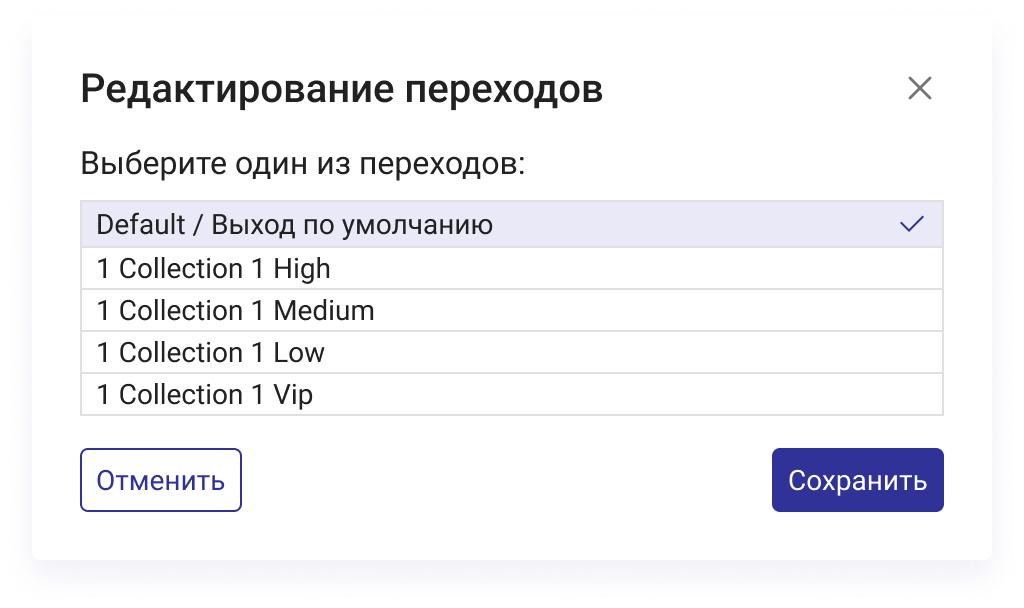 Редактирование переходов
Выберите один из переходов:
Default / Выход по умолчанию
1 Collection 1 High
1 Collection 1 Medium
1 Collection 1 Low
1 Collection 1 Vip
Отменить
Сохранить